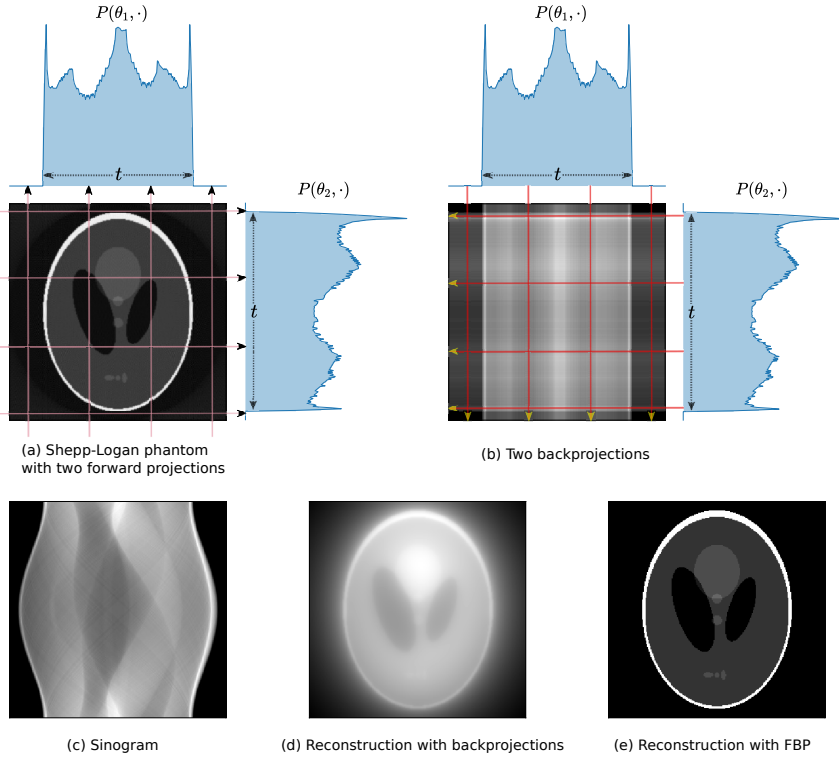 P(θ₁,·)
P(θ₁,·)
t
t
P(θ₂,·)
P(θ₂,·)
t
t
(a) Shepp-Logan phantom
with two forward projections
(b) Two backprojections
(c) Sinogram
(d) Reconstruction with backprojections
(e) Reconstruction with FBP